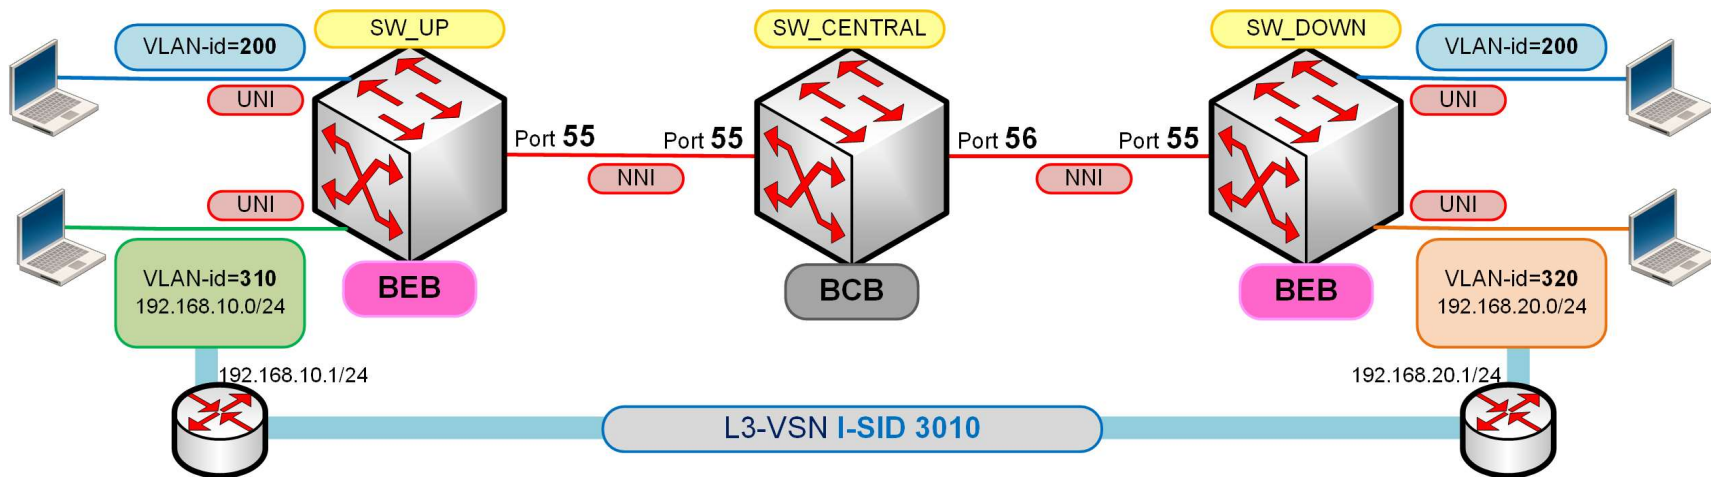 SW_UP
SW_CENTRAL
SW_DOWN
VLAN-id=200
VLAN-id=200
UNI
UNI
Port 55
Port 55
Port 56
Port 55
NNI
NNI
UNI
UNI
VLAN-id=310
192.168.10.0/24
BEB
BCB
BEB
VLAN-id=320
192.168.20.0/24
192.168.10.1/24
192.168.20.1/24
L3-VSN I-SID 3010